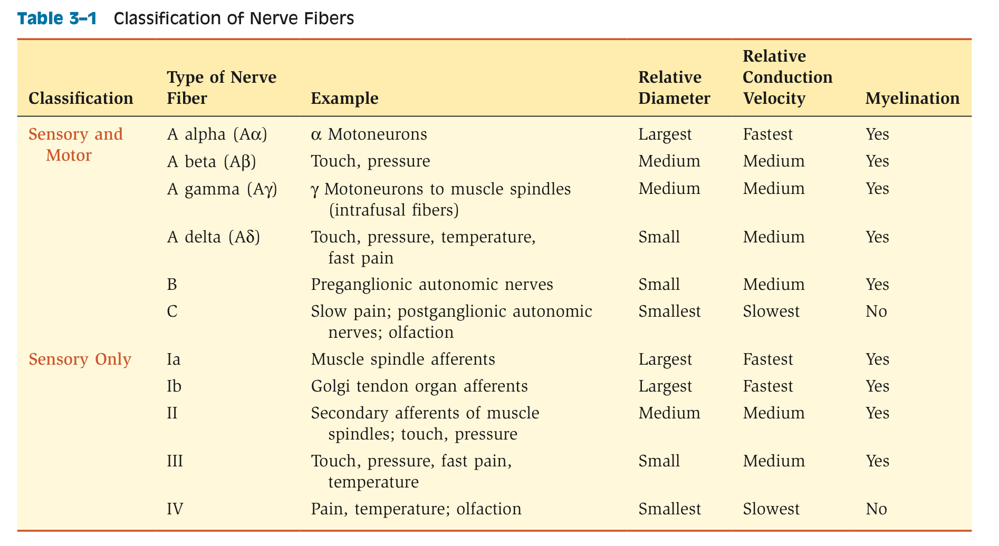 Table 3–1 Classification of Nerve Fibers
Classification Type of Nerve Fiber Example Relative Diameter Relative Conduction Velocity Myelination
Sensory and Motor A alpha (Aα) α Motoneurons Largest Fastest Yes
A beta (Aβ) Touch, pressure Medium Medium Yes
A gamma (Aγ) γ Motoneurons to muscle spindles (intrafusal fibers) Medium Medium Yes
A delta (Aδ) Touch, pressure, temperature, fast pain Small Medium Yes
B Preganglionic autonomic nerves Small Medium Yes
C Slow pain; postganglionic autonomic nerves; olfaction Smallest Slowest No
Sensory Only Ia Muscle spindle afferents Largest Fastest Yes
Ib Golgi tendon organ afferents Largest Fastest Yes
II Secondary afferents of muscle spindles; touch, pressure Medium Medium Yes
III Touch, pressure, fast pain, temperature Small Medium Yes
IV Pain, temperature; olfaction Smallest Slowest No